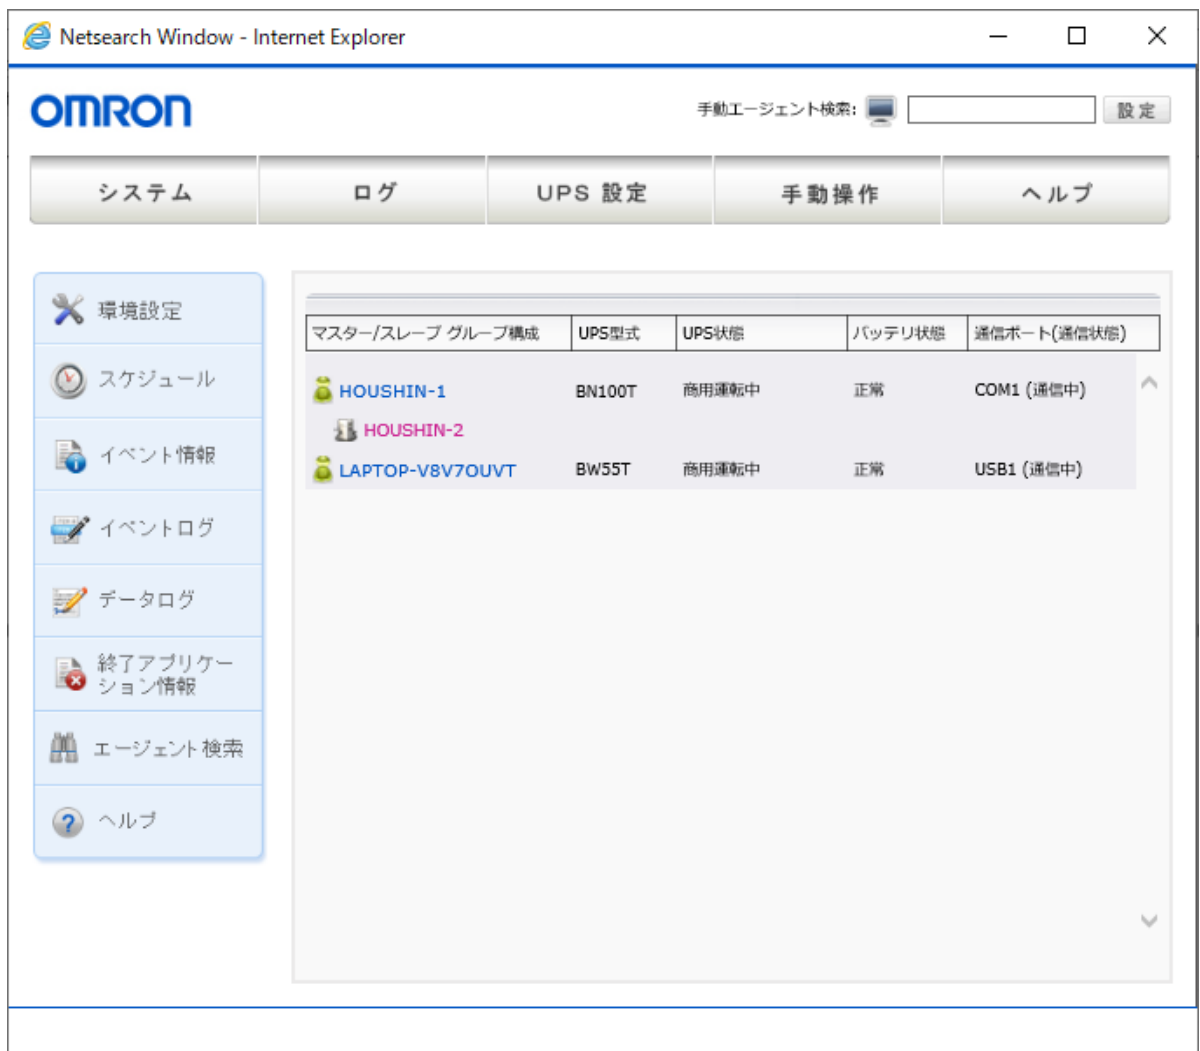 Netsearch Window - Internet Explorer
OMRON
手動エージェント検索:
設定
システム
ログ
UPS 設定
手動操作
ヘルプ
環境設定
スケジュール
イベント情報
イベントログ
データログ
終了アプリケー
ション情報
エージェント検索
ヘルプ
マスター/スレーブ グループ構成 UPS型式 UPS状態 バッテリ状態 通信ポート(通信状態)
HOUSHIN-1 BN100T 商用運転中 正常 COM1 (通信中)
HOUSHIN-2
LAPTOP-V8V7OUVT BW55T 商用運転中 正常 USB1 (通信中)